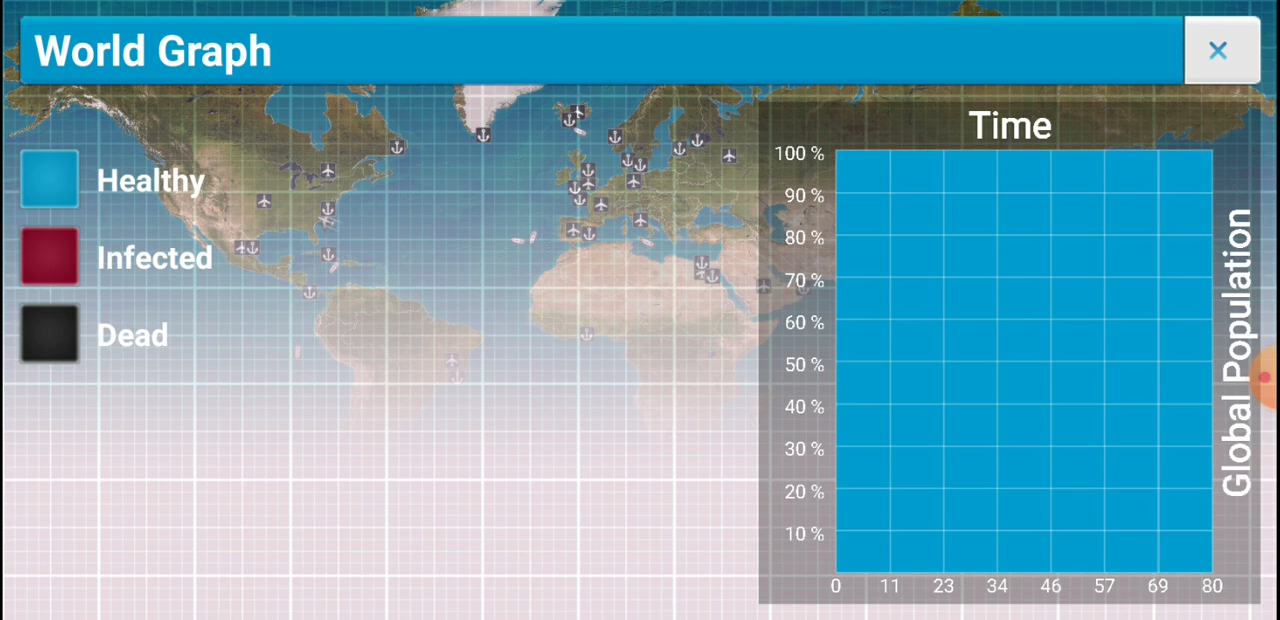 World Graph
×
Healthy
Infected
Dead
Time
100 %
90 %
80 %
70 %
60 %
50 %
40 %
30 %
20 %
10 %
0 11 23 34 46 57 69 80
Global Population